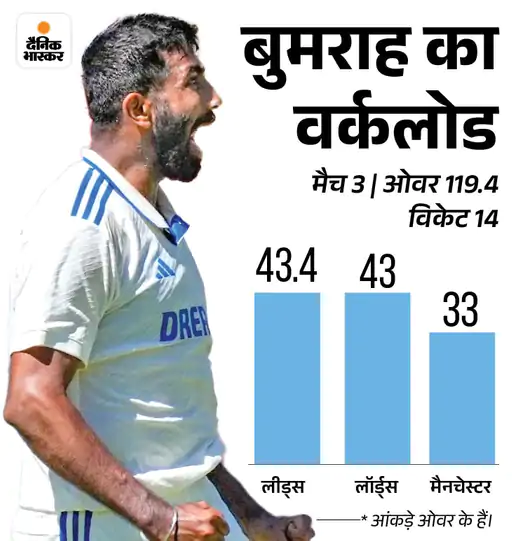 दैनिक
भास्कर
बुमराह का
वर्कलोड
मैच 3 | ओवर 119.4
विकेट 14
43.4
43
33
DREA
लीड्स
लॉर्ड्स
मैनचेस्टर
* आंकड़े ओवर के हैं।